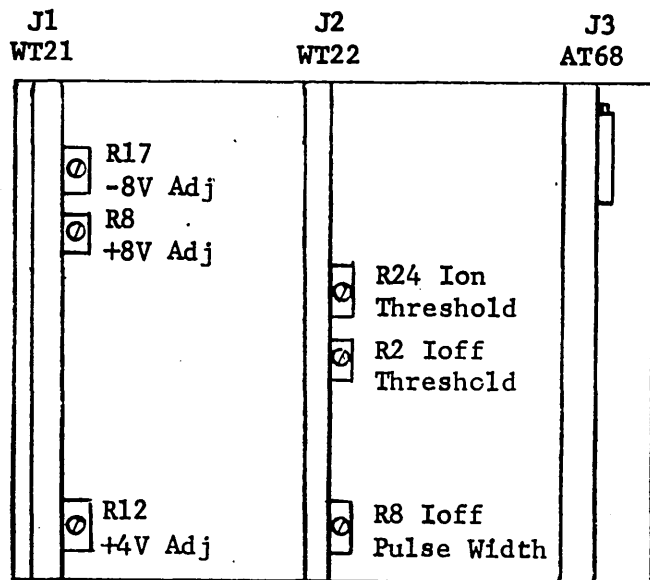 J1
WT21
J2
WT22
J3
AT68
R17
-8V Adj
R8
+8V Adj
R24 Ion
Threshold
R2 Ioff
Threshold
R12
+4V Adj
R8 Ioff
Pulse Width